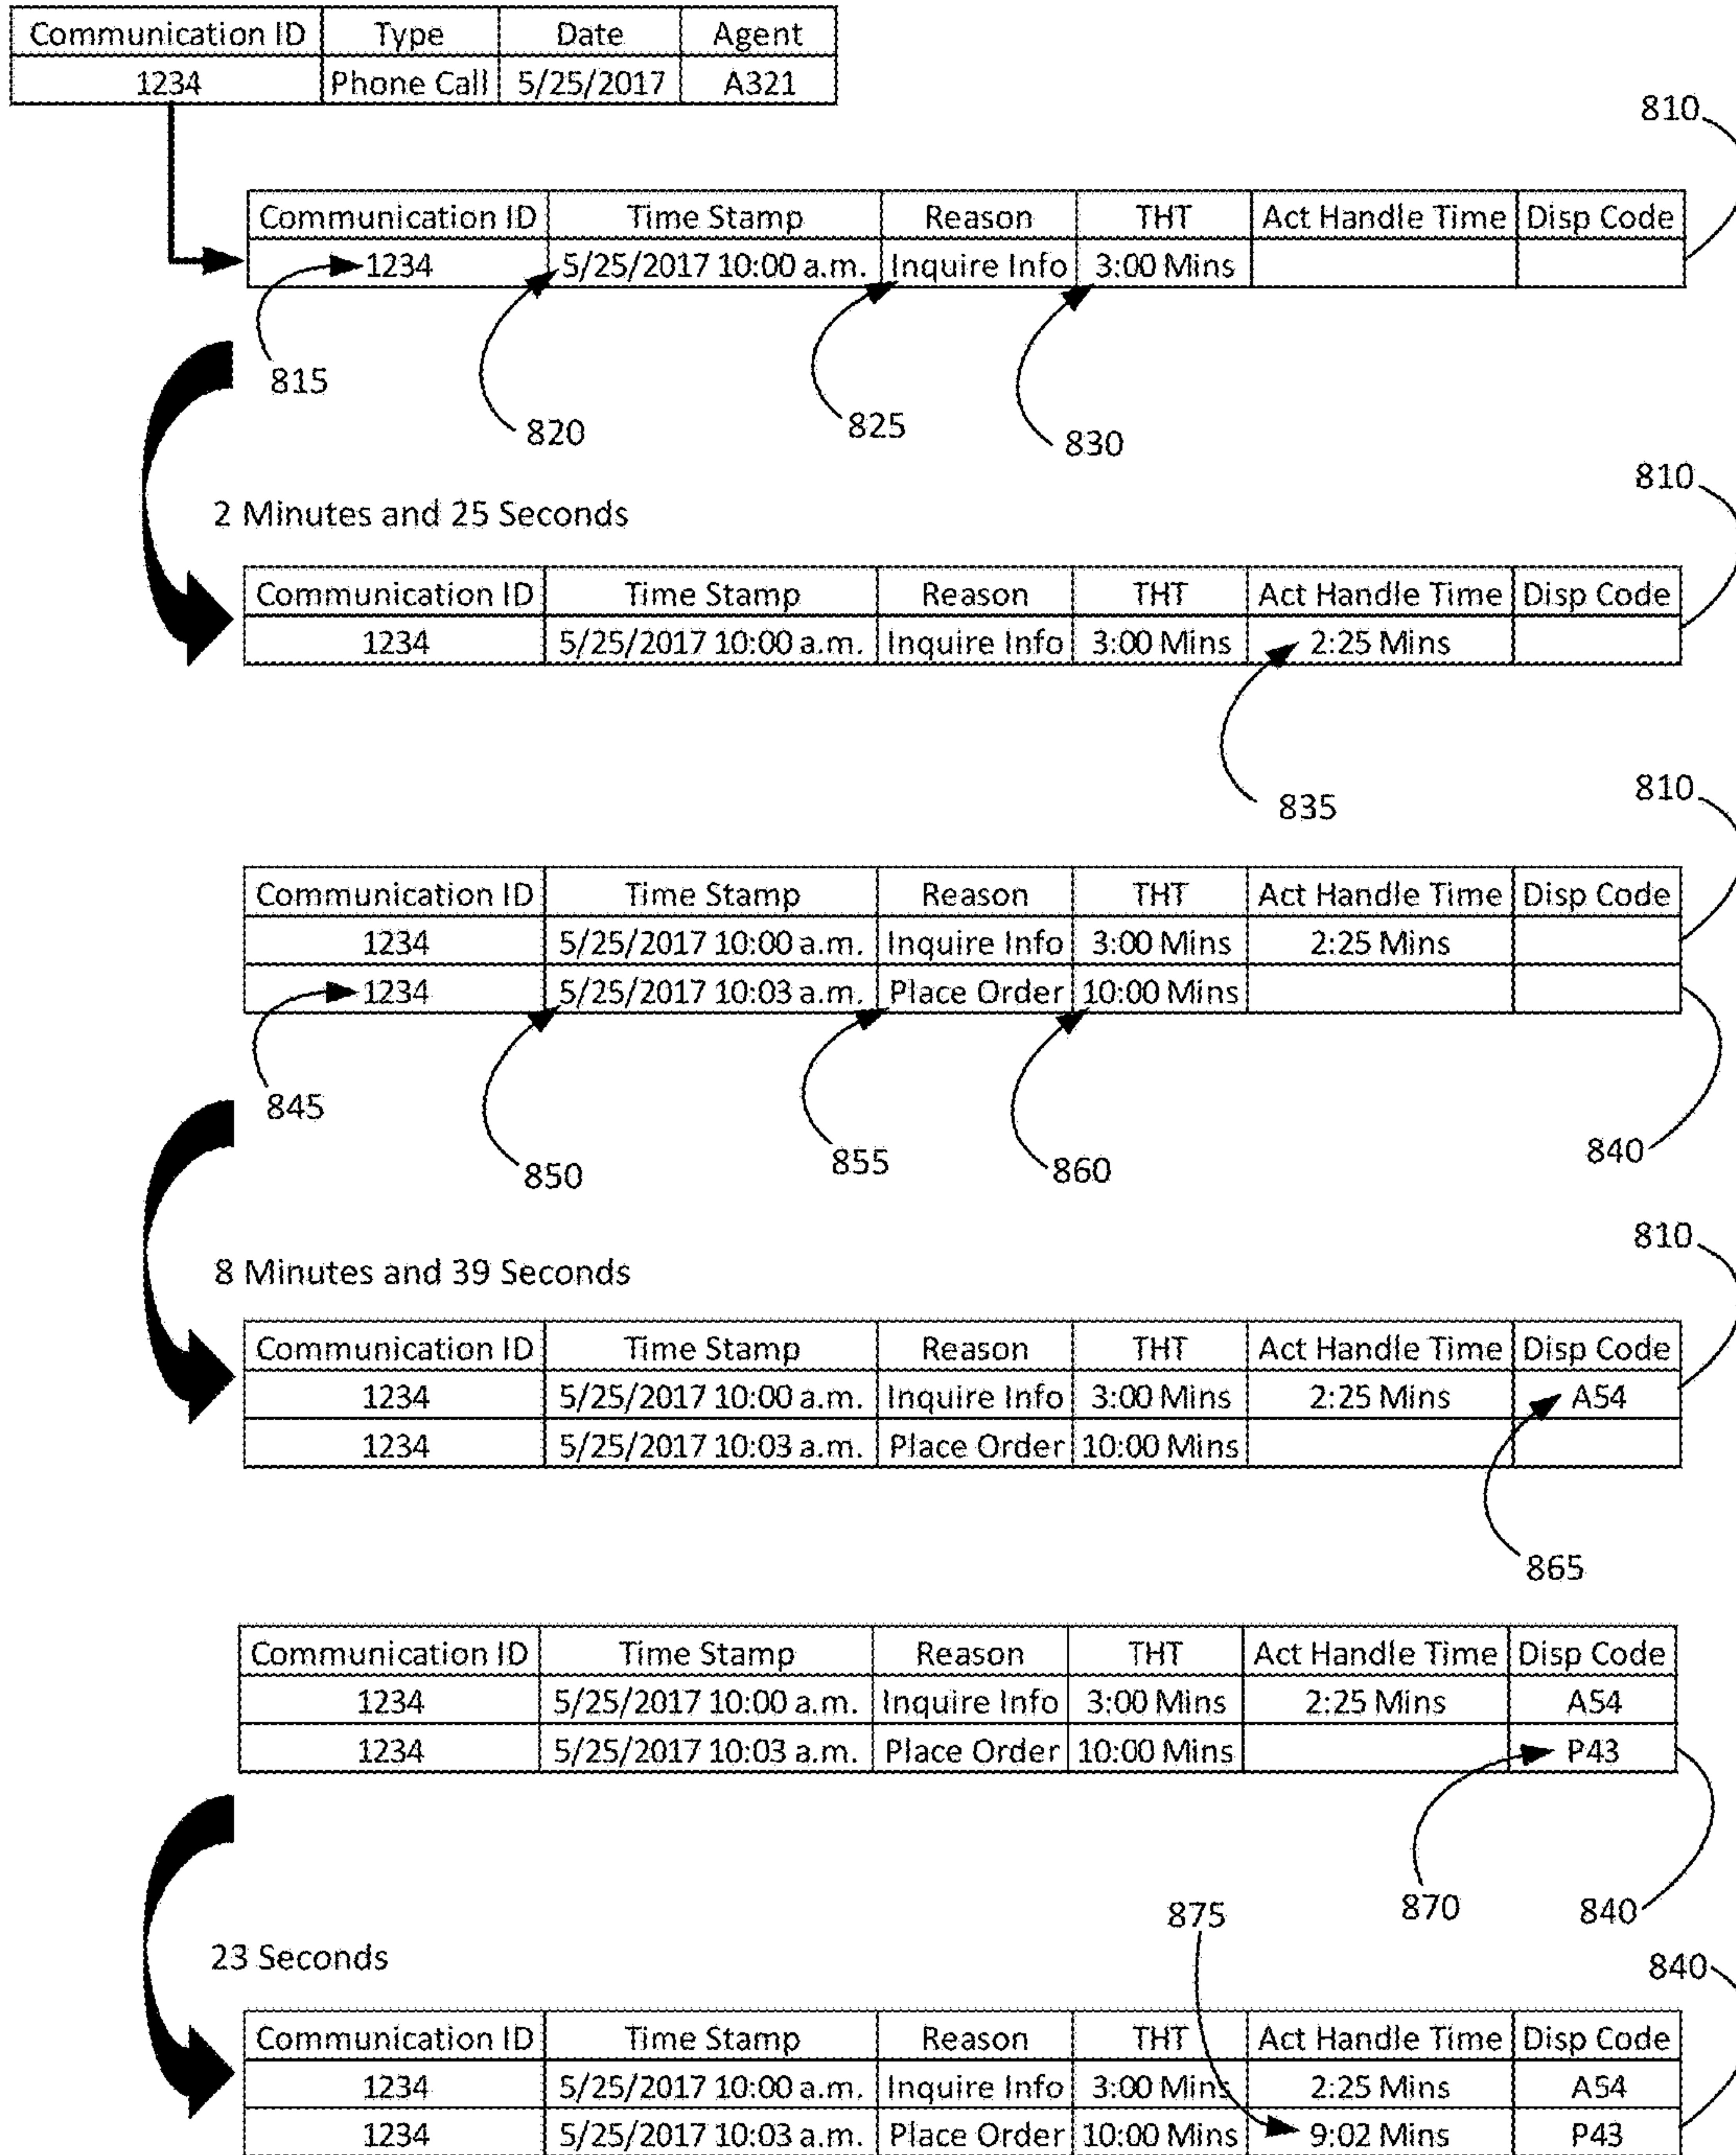 Communication ID Type Date Agent
1234 Phone Call 5/25/2017 A321
810
Communication ID Time Stamp Reason THT Act Handle Time Disp Code
1234 5/25/2017 10:00 a.m. Inquire Info 3:00 Mins
815
820
825
830
810
2 Minutes and 25 Seconds
Communication ID Time Stamp Reason THT Act Handle Time Disp Code
1234 5/25/2017 10:00 a.m. Inquire Info 3:00 Mins 2:25 Mins
835
810
Communication ID Time Stamp Reason THT Act Handle Time Disp Code
1234 5/25/2017 10:00 a.m. Inquire Info 3:00 Mins 2:25 Mins
1234 5/25/2017 10:03 a.m. Place Order 10:00 Mins
845
850
855
860
840
810
8 Minutes and 39 Seconds
Communication ID Time Stamp Reason THT Act Handle Time Disp Code
1234 5/25/2017 10:00 a.m. Inquire Info 3:00 Mins 2:25 Mins A54
1234 5/25/2017 10:03 a.m. Place Order 10:00 Mins
865
Communication ID Time Stamp Reason THT Act Handle Time Disp Code
1234 5/25/2017 10:00 a.m. Inquire Info 3:00 Mins 2:25 Mins A54
1234 5/25/2017 10:03 a.m. Place Order 10:00 Mins P43
875
870
840
23 Seconds
840
Communication ID Time Stamp Reason THT Act Handle Time Disp Code
1234 5/25/2017 10:00 a.m. Inquire Info 3:00 Mins 2:25 Mins A54
1234 5/25/2017 10:03 a.m. Place Order 10:00 Mins 9:02 Mins P43